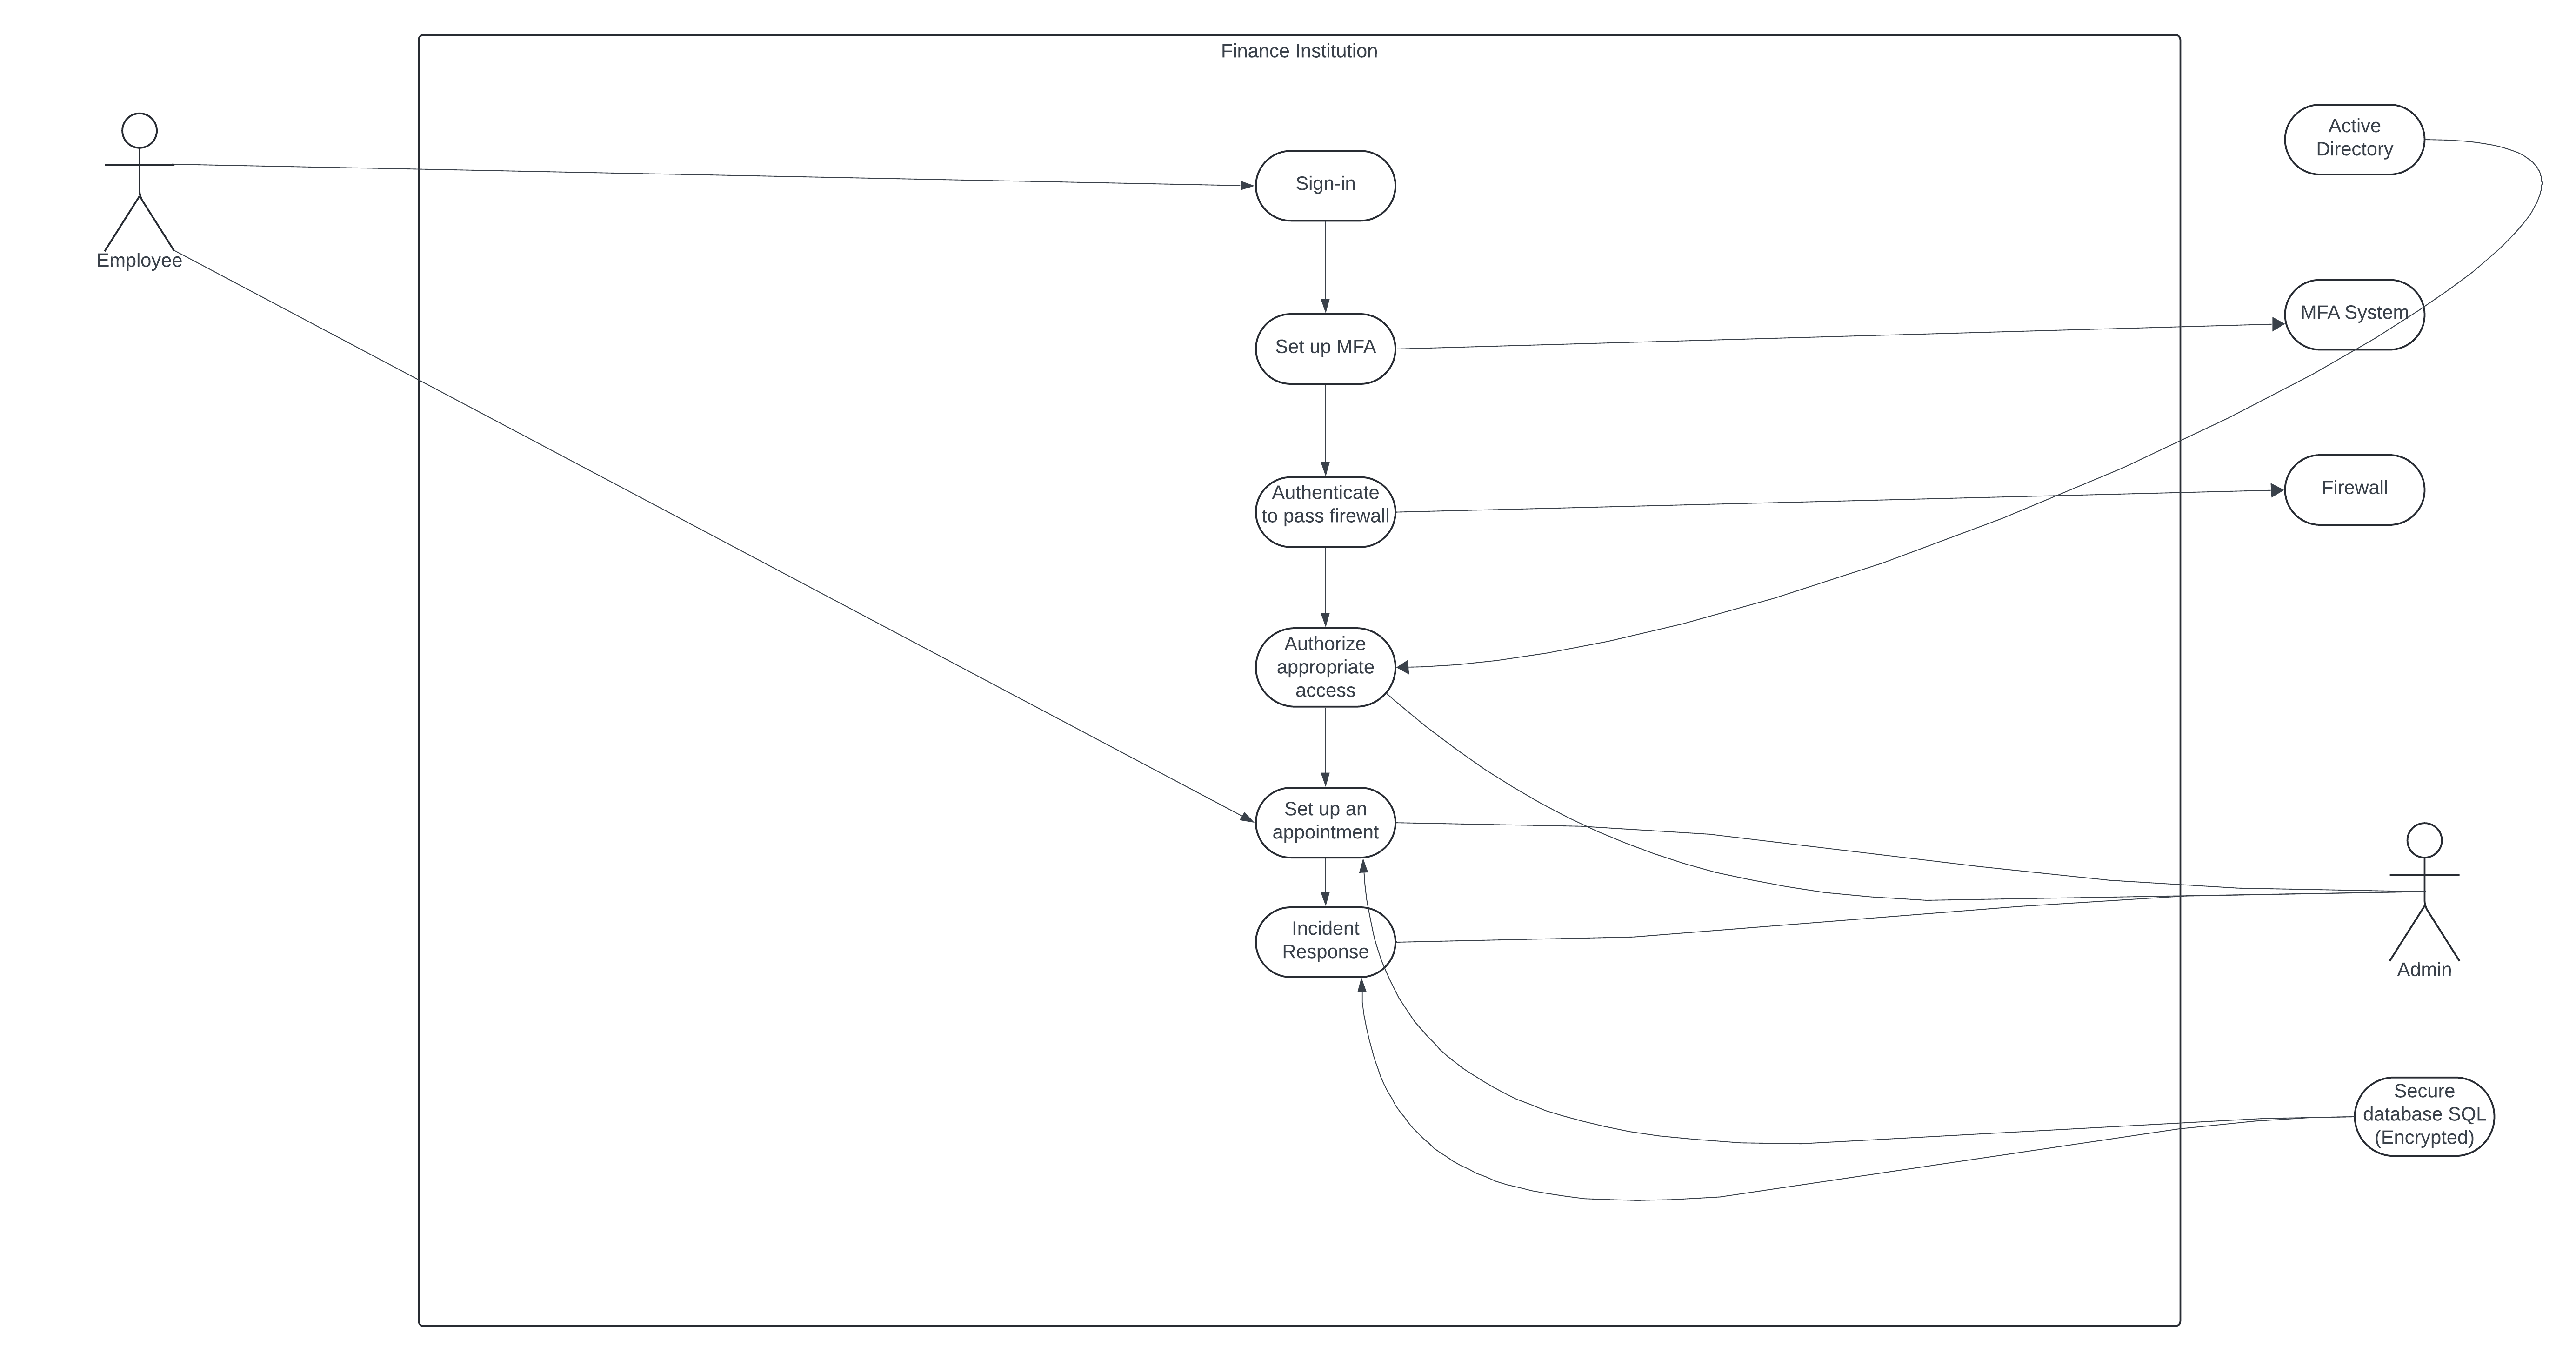 Finance Institution
Employee
Sign-in
Set up MFA
Authenticate
to pass firewall
Authorize
appropriate
access
Set up an
appointment
Incident
Response
Active
Directory
MFA System
Firewall
Admin
Secure
database SQL
(Encrypted)